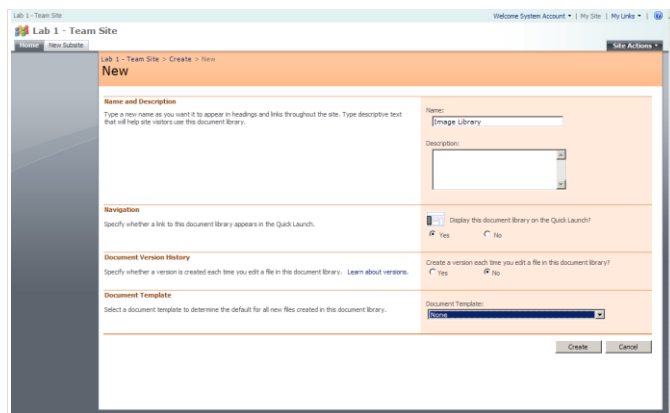 Lab 1 - Team Site
Welcome System Account | My Site | My Links |
Lab 1 - Team Site
Home New Subsite Site Actions
Lab 1 - Team Site > Create > New
New
Name and Description
Type a new name as you want it to appear in headings and links throughout the site. Type descriptive text
that will help site visitors use this document library.
Name:
Image Library
Description:
Navigation
Specify whether a link to this document library appears in the Quick Launch.
Display this document library on the Quick Launch?
Yes No
Document Version History
Specify whether a version is created each time you edit a file in this document library. Learn about versions.
Create a version each time you edit a file in this document library?
Yes No
Document Template
Select a document template to determine the default for all new files created in this document library.
Document Template:
None
Create Cancel